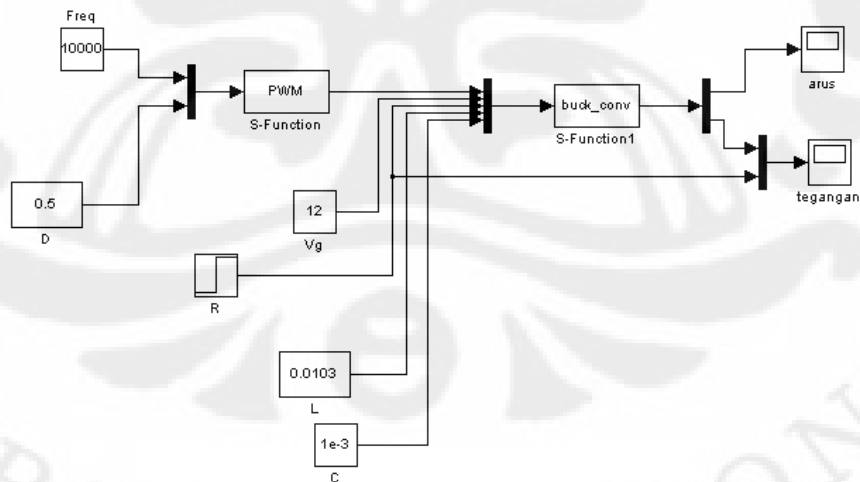 Freq
10000
PWM
S-Function
buck_conv
S-Function1
arus
tegangan
0.5
D
12
Vg
R
0.0103
L
1e-3
C